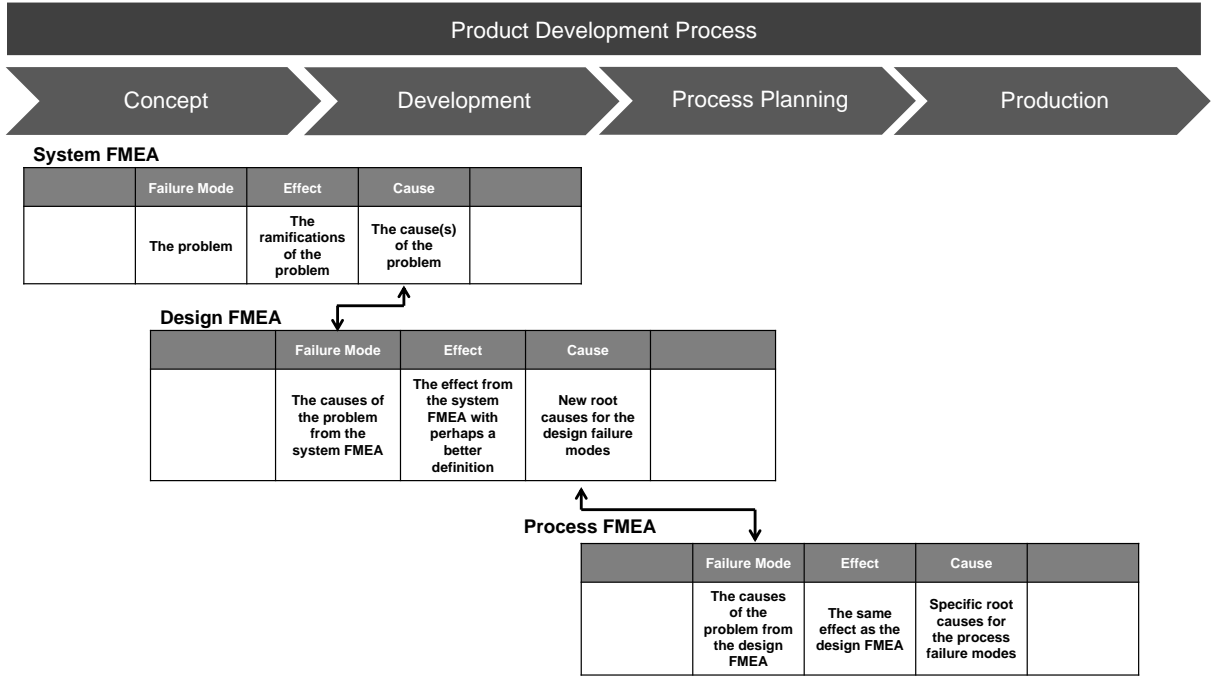 Product Development Process
Concept
Development
Process Planning
Production
System FMEA
Failure Mode
Effect
Cause
The problem
The
ramifications
of the
problem
The cause(s)
of the
problem
Design FMEA
Failure Mode
Effect
Cause
The causes of
the problem
from the
system FMEA
The effect from
the system
FMEA with
perhaps a
better
definition
New root
causes for the
design failure
modes
Process FMEA
Failure Mode
Effect
Cause
The causes
of the
problem from
the design
FMEA
The same
effect as the
design FMEA
Specific root
causes for
the process
failure modes